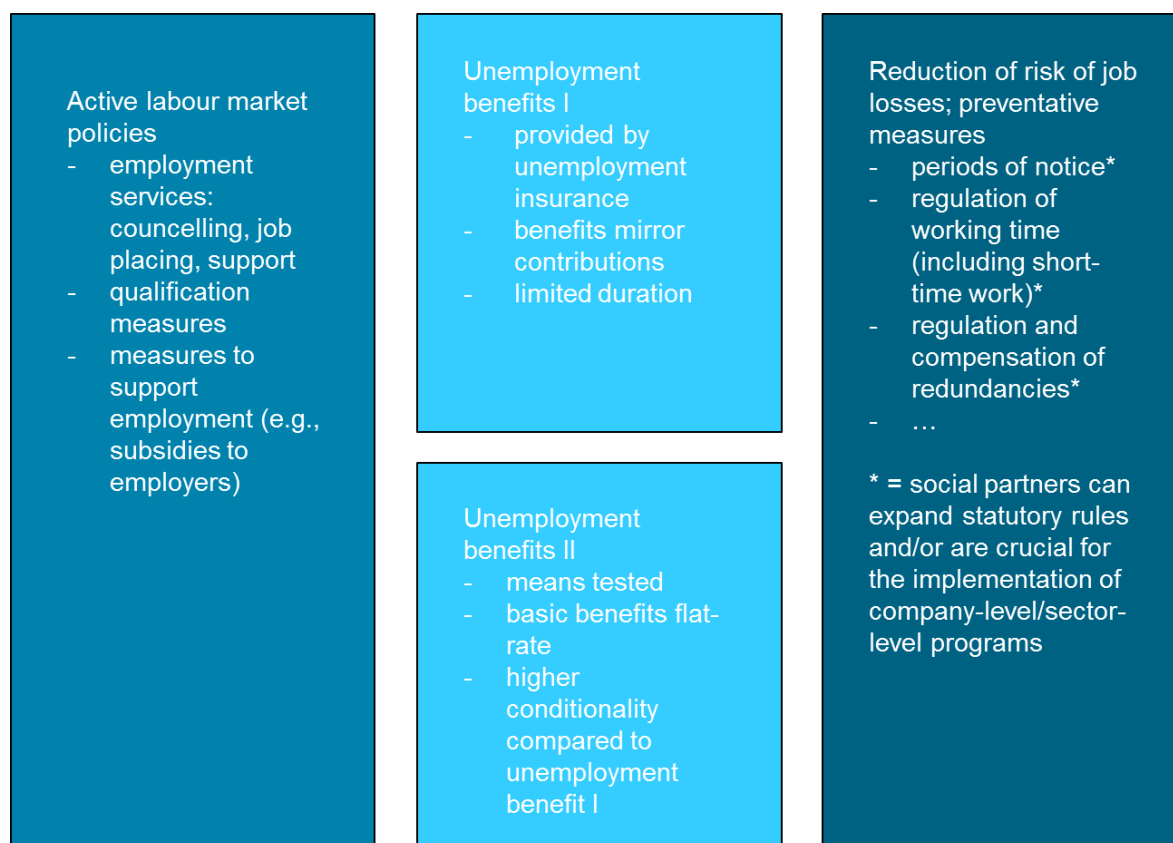 Active labour market
policies
- employment
services:
councelling, job
placing, support
- qualification
measures
- measures to
support
employment (e.g.,
subsidies to
employers)
Unemployment
benefits I
- provided by
unemployment
insurance
- benefits mirror
contributions
- limited duration
Unemployment
benefits II
- means tested
- basic benefits flat-
rate
- higher
conditionality
compared to
unemployment
benefit I
Reduction of risk of job
losses; preventative
measures
- periods of notice*
- regulation of
working time
(including short-
time work)*
- regulation and
compensation of
redundancies*
- …
* = social partners can
expand statutory rules
and/or are crucial for
the implementation of
company-level/sector-
level programs